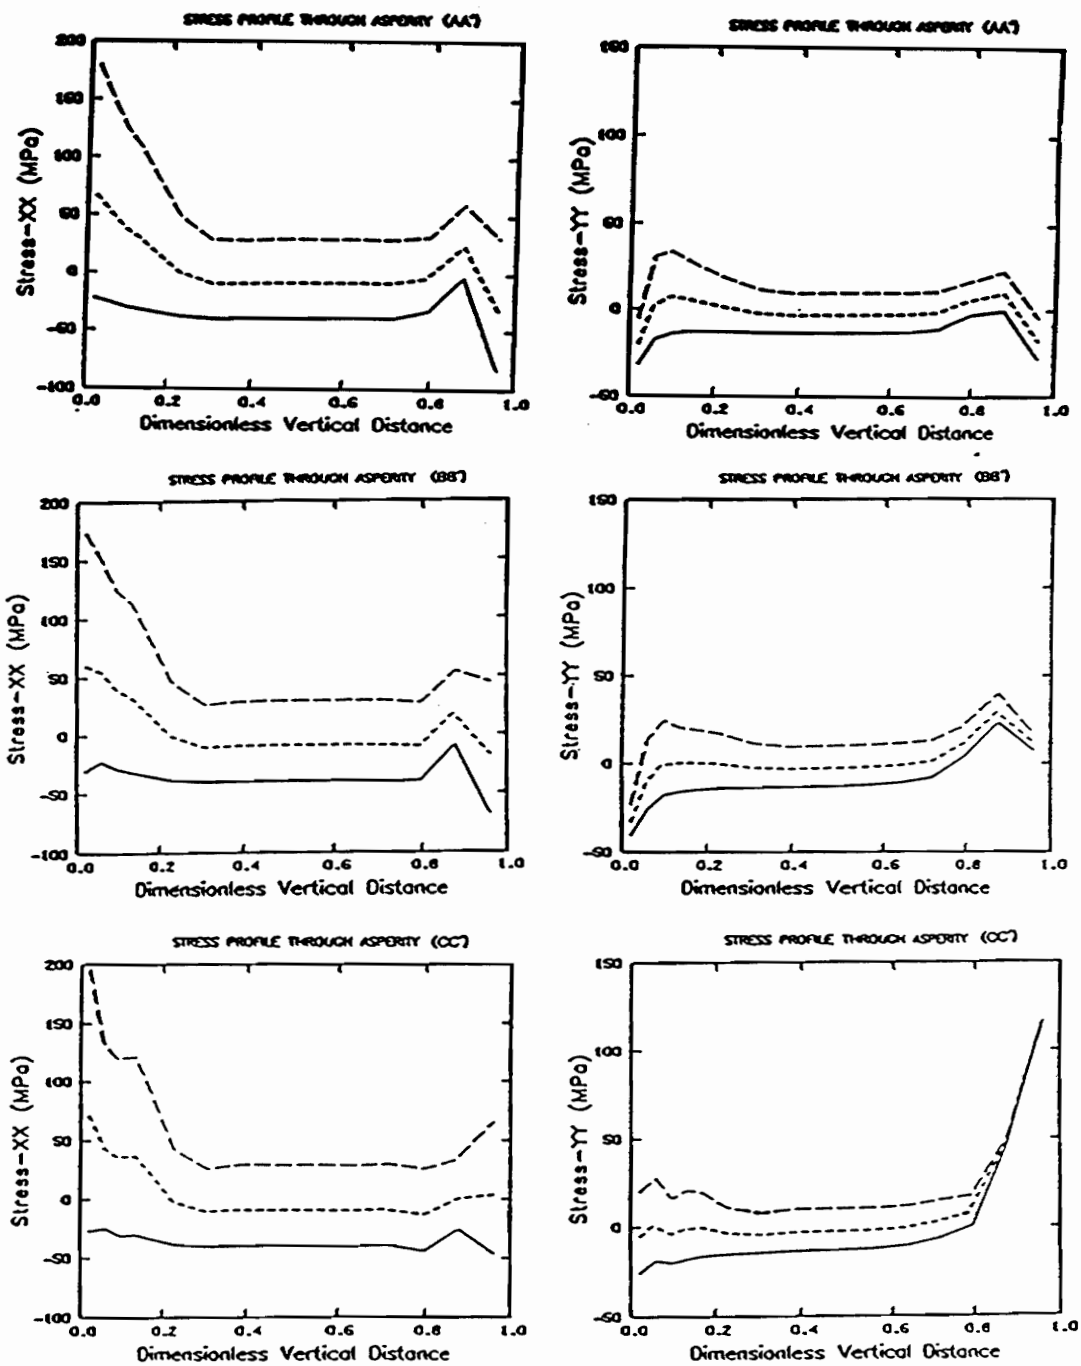 STRESS PROFILE THROUGH ASPERITY (AA')
200
150
100
50
0
-50
-100
Stress-XX (MPa)
0.0 0.2 0.4 0.6 0.8 1.0
Dimensionless Vertical Distance
STRESS PROFILE THROUGH ASPERITY (AA')
150
100
50
0
-50
Stress-YY (MPa)
0.0 0.2 0.4 0.6 0.8 1.0
Dimensionless Vertical Distance
STRESS PROFILE THROUGH ASPERITY (BB')
200
150
100
50
0
-50
-100
Stress-XX (MPa)
0.0 0.2 0.4 0.6 0.8 1.0
Dimensionless Vertical Distance
STRESS PROFILE THROUGH ASPERITY (BB')
150
100
50
0
-50
Stress-YY (MPa)
0.0 0.2 0.4 0.6 0.8 1.0
Dimensionless Vertical Distance
STRESS PROFILE THROUGH ASPERITY (CC')
200
150
100
50
0
-50
-100
Stress-XX (MPa)
0.0 0.2 0.4 0.6 0.8 1.0
Dimensionless Vertical Distance
STRESS PROFILE THROUGH ASPERITY (CC')
150
100
50
0
-50
Stress-YY (MPa)
0.0 0.2 0.4 0.6 0.8 1.0
Dimensionless Vertical Distance